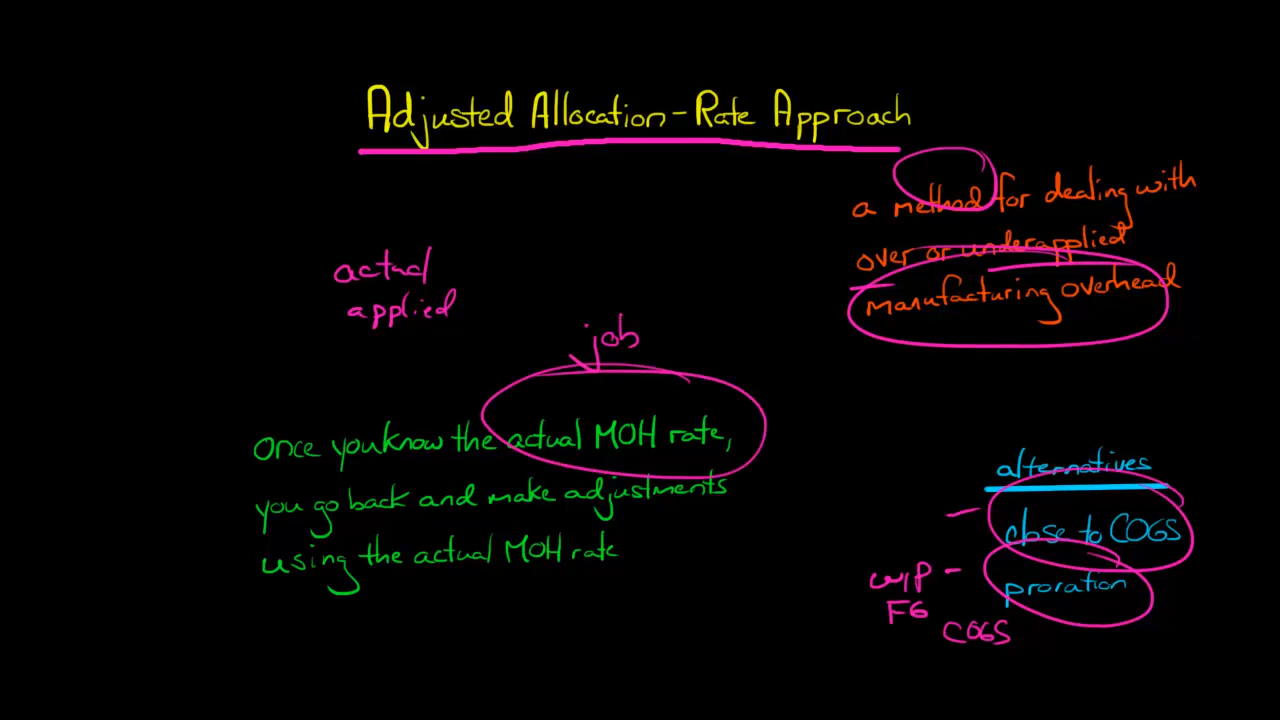 Adjusted Allocation-Rate Approach
a method for dealing with
over or underapplied
manufacturing overhead
actual
applied
job
Once you know the actual MOH rate,
you go back and make adjustments
using the actual MOH rate
alternatives
close to COGS
proration
WIP
FG
COGS